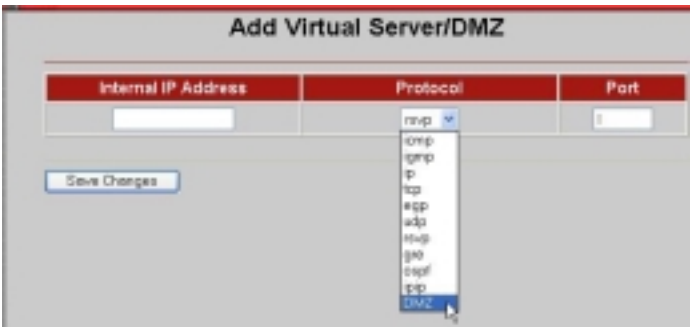 Add Virtual Server/DMZ
Internal IP Address Protocol Port
rsvp
icmp
igmp
ip
tcp
egp
udp
rsvp
gre
ospf
ipip
DMZ
Save Changes